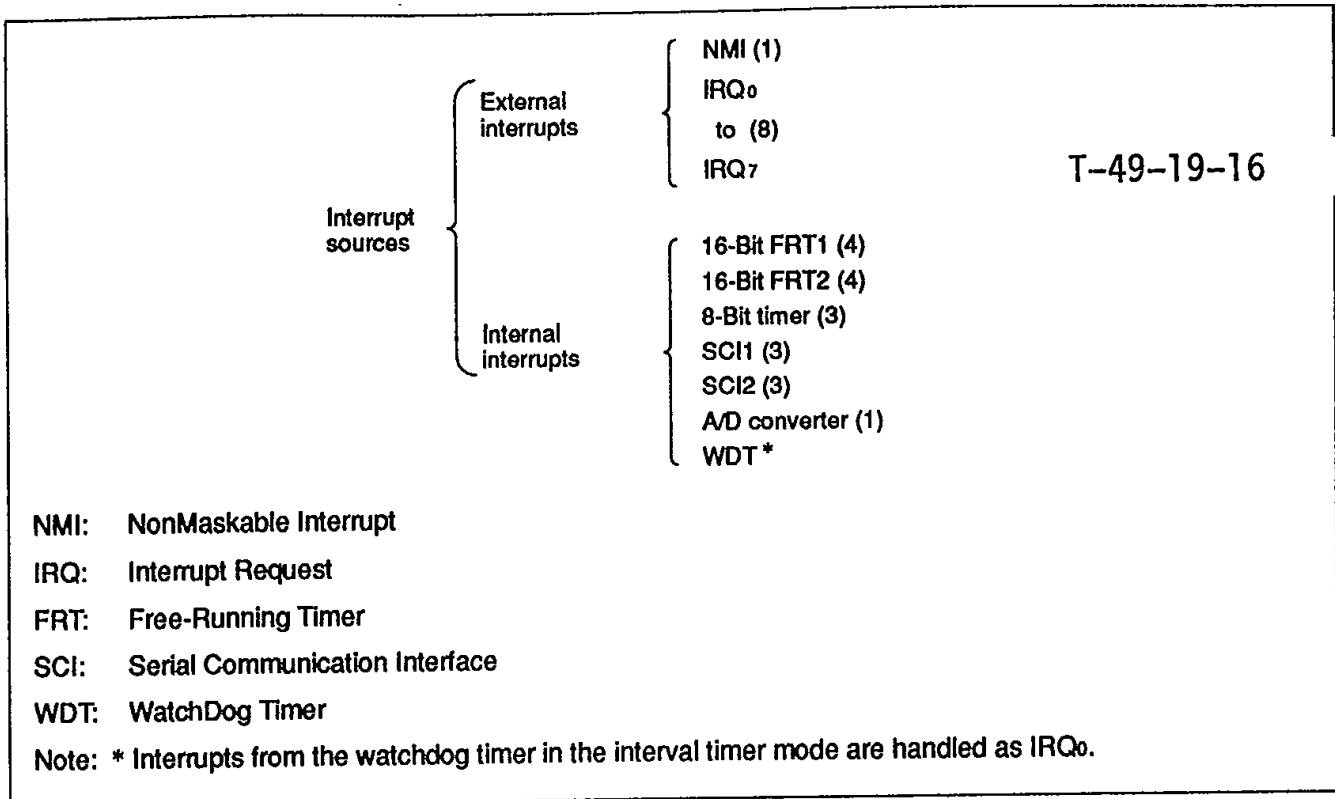 NMI (1)
External
interrupts
IRQ0
to (8)
IRQ7
T-49-19-16
Interrupt
sources
16-Bit FRT1 (4)
16-Bit FRT2 (4)
8-Bit timer (3)
Internal
interrupts
SCI1 (3)
SCI2 (3)
A/D converter (1)
WDT *
NMI: NonMaskable Interrupt
IRQ: Interrupt Request
FRT: Free-Running Timer
SCI: Serial Communication Interface
WDT: WatchDog Timer
Note: * Interrupts from the watchdog timer in the interval timer mode are handled as IRQ0.